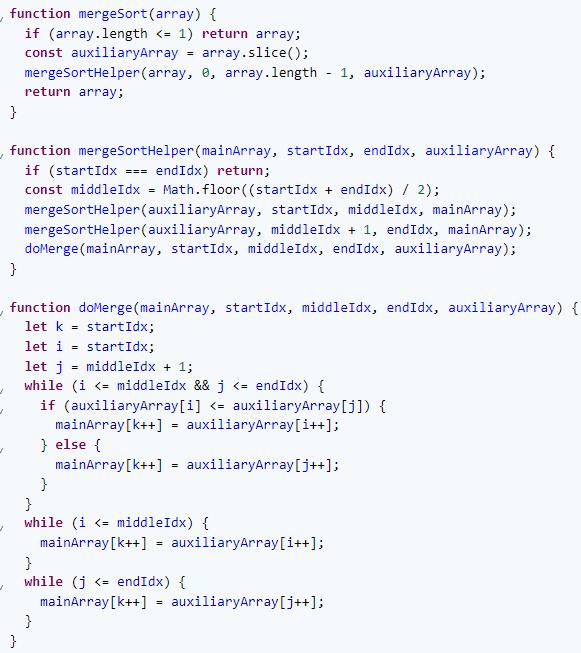 function mergeSort(array) {
  if (array.length <= 1) return array;
  const auxiliaryArray = array.slice();
  mergeSortHelper(array, 0, array.length - 1, auxiliaryArray);
  return array;
}

function mergeSortHelper(mainArray, startIdx, endIdx, auxiliaryArray) {
  if (startIdx === endIdx) return;
  const middleIdx = Math.floor((startIdx + endIdx) / 2);
  mergeSortHelper(auxiliaryArray, startIdx, middleIdx, mainArray);
  mergeSortHelper(auxiliaryArray, middleIdx + 1, endIdx, mainArray);
  doMerge(mainArray, startIdx, middleIdx, endIdx, auxiliaryArray);
}

function doMerge(mainArray, startIdx, middleIdx, endIdx, auxiliaryArray) {
  let k = startIdx;
  let i = startIdx;
  let j = middleIdx + 1;
  while (i <= middleIdx && j <= endIdx) {
    if (auxiliaryArray[i] <= auxiliaryArray[j]) {
      mainArray[k++] = auxiliaryArray[i++];
    } else {
      mainArray[k++] = auxiliaryArray[j++];
    }
  }
  while (i <= middleIdx) {
    mainArray[k++] = auxiliaryArray[i++];
  }
  while (j <= endIdx) {
    mainArray[k++] = auxiliaryArray[j++];
  }
}